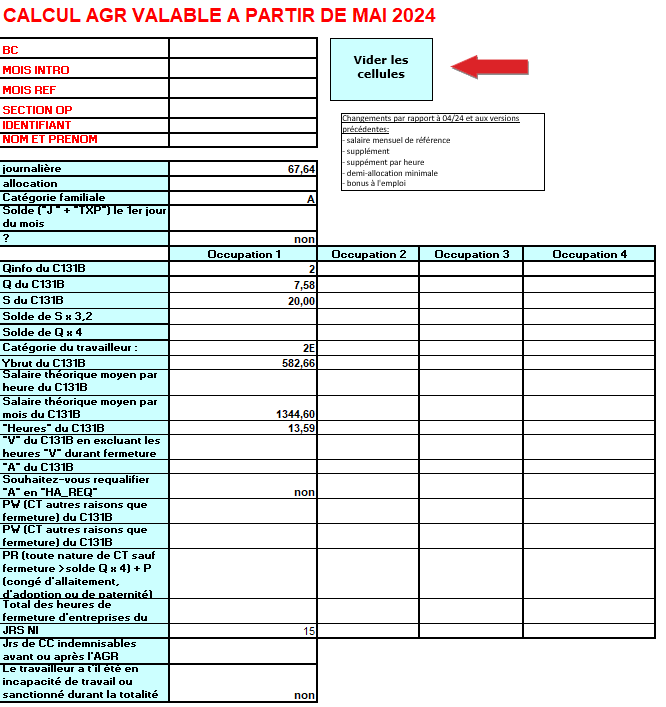 CALCUL AGR VALABLE A PARTIR DE MAI 2024
BC
MOIS INTRO
MOIS REF
SECTION OP
IDENTIFIANT
NOM ET PRENOM
Vider les
cellules
Changements par rapport à 04/24 et aux versions
précédentes:
- salaire mensuel de référence
- supplément
- suppément par heure
- demi-allocation minimale
- bonus à l'emploi
journalière 67,64
allocation
Catégorie familiale A
Solde ("J " + "TXP") le 1er jour
du mois
? non
Occupation 1 Occupation 2 Occupation 3 Occupation 4
Qinfo du C131B 2
Q du C131B 7,58
S du C131B 20,00
Solde de S x 3,2
Solde de Q x 4
Catégorie du travailleur : 2E
Ybrut du C131B 582,66
Salaire théorique moyen par
heure du C131B
Salaire théorique moyen par
mois du C131B 1344,60
"Heures" du C131B 13,59
"V" du C131B en excluant les
heures "V" durant fermeture
"A" du C131B
Souhaitez-vous requalifier
"A" en "HA_REQ" non
PW (CT autres raisons que
fermeture) du C131B
PW (CT autres raisons que
fermeture) du C131B
PR (toute nature de CT sauf
fermeture >solde Q x 4) + P
(congé d'allaitement,
d'adoption ou de paternité)
Total des heures de
fermeture d'entreprises du
JRS NI 15
Jrs de CC indemnisables
avant ou après l'AGR
Le travailleur a t'il été en
incapacité de travail ou
sanctionné durant la totalité non